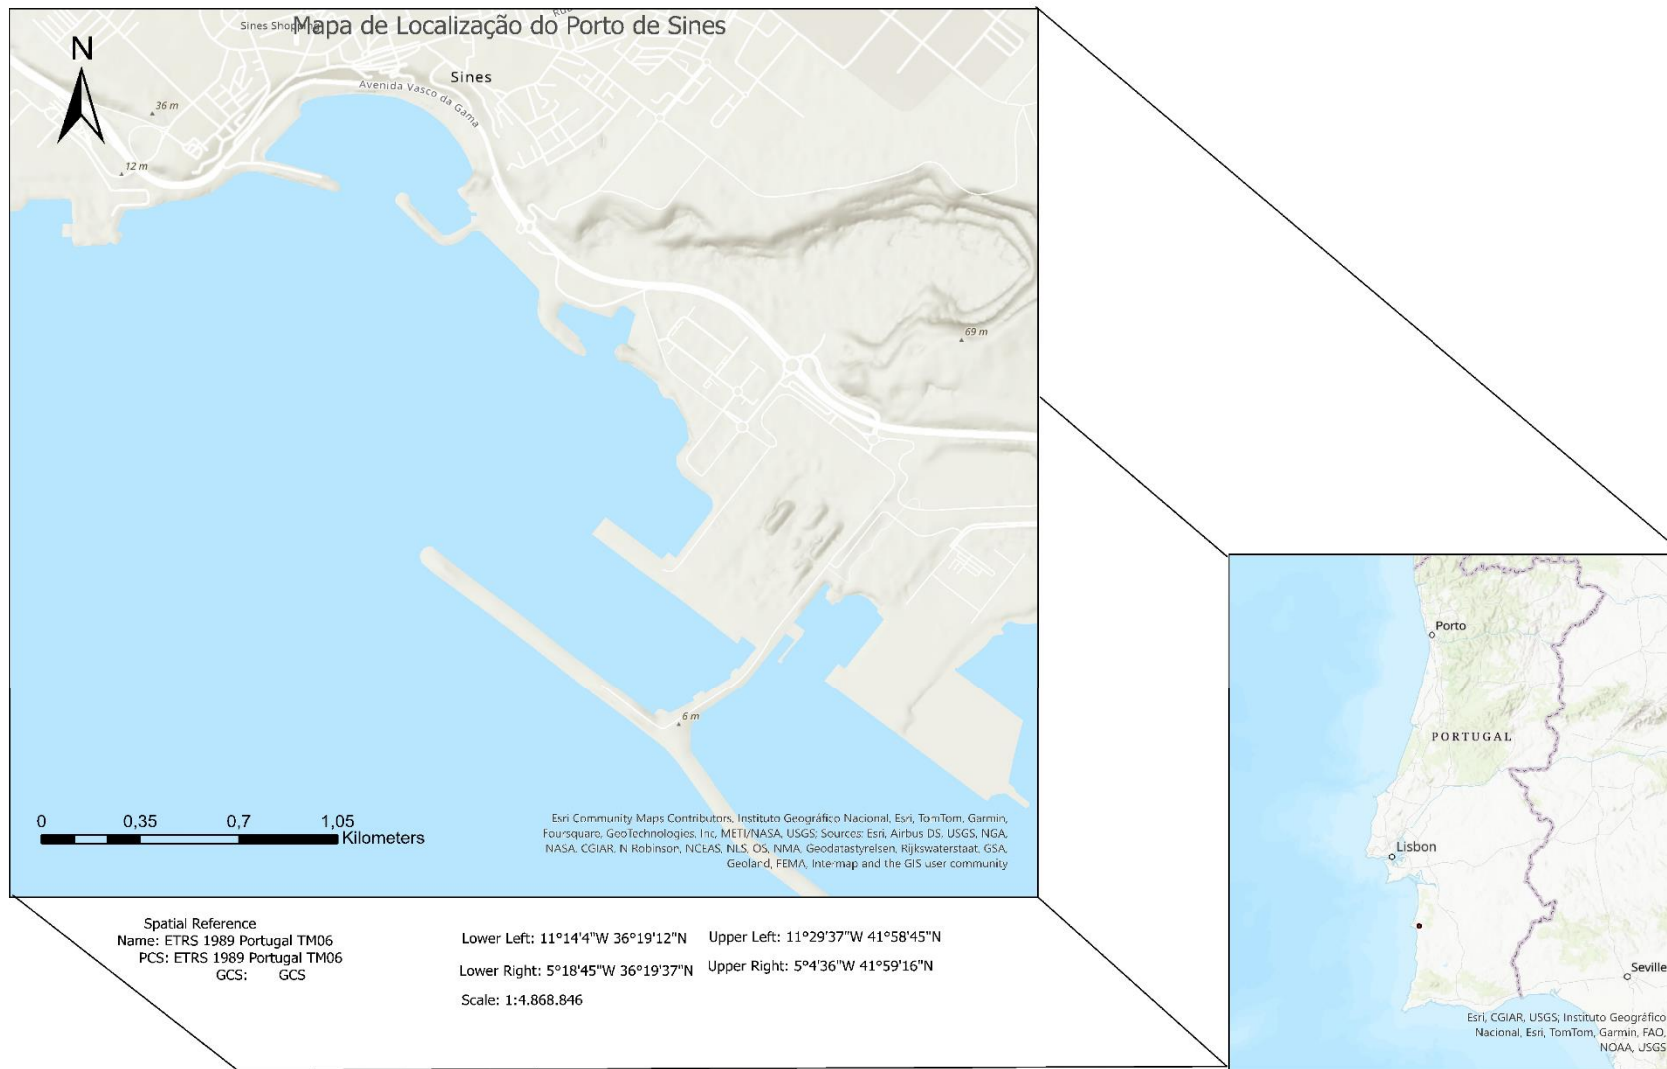 Sines Shopping
Mapa de Localização do Porto de Sines
N
Sines
Avenida Vasco da Gama
36 m
12 m
69 m
6 m
0 0,35 0,7 1,05
Kilometers
Esri Community Maps Contributors, Instituto Geográfico Nacional, Esri, TomTom, Garmin,
Foursquare, GeoTechnologies, Inc, METI/NASA, USGS; Sources: Esri, Airbus DS, USGS, NGA,
NASA, CGIAR, N Robinson, NCEAS, NLS, OS, NMA, Geodatastyrelsen, Rijkswaterstaat, GSA,
Geoland, FEMA, Intermap and the GIS user community
Porto
PORTUGAL
Lisbon
Seville
Esri, CGIAR, USGS; Instituto Geográfico
Nacional, Esri, TomTom, Garmin, FAO,
NOAA, USGS
Spatial Reference
Name: ETRS 1989 Portugal TM06
PCS: ETRS 1989 Portugal TM06
GCS: GCS
Lower Left: 11°14'4"W 36°19'12"N Upper Left: 11°29'37"W 41°58'45"N
Lower Right: 5°18'45"W 36°19'37"N Upper Right: 5°4'36"W 41°59'16"N
Scale: 1:4.868.846